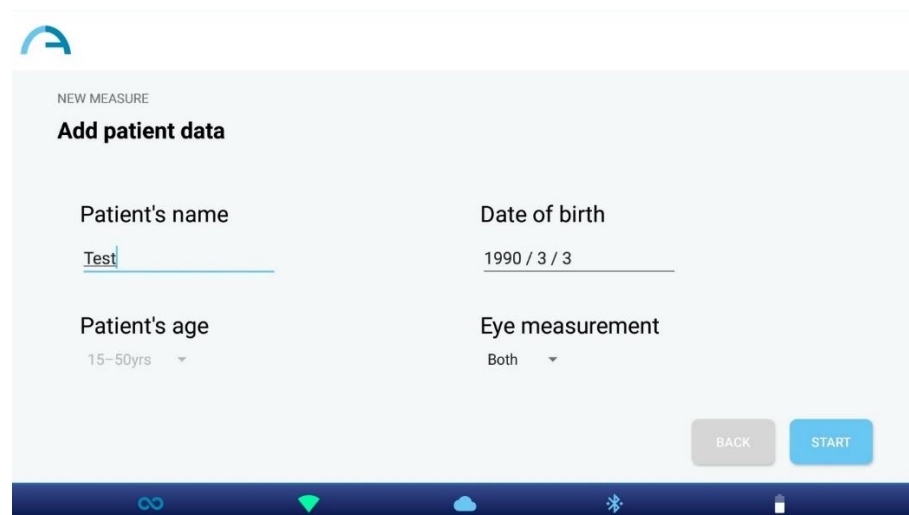 NEW MEASURE
Add patient data
Patient's name
Date of birth
Test
1990 / 3 / 3
Patient's age
Eye measurement
15–50yrs
Both
BACK
START